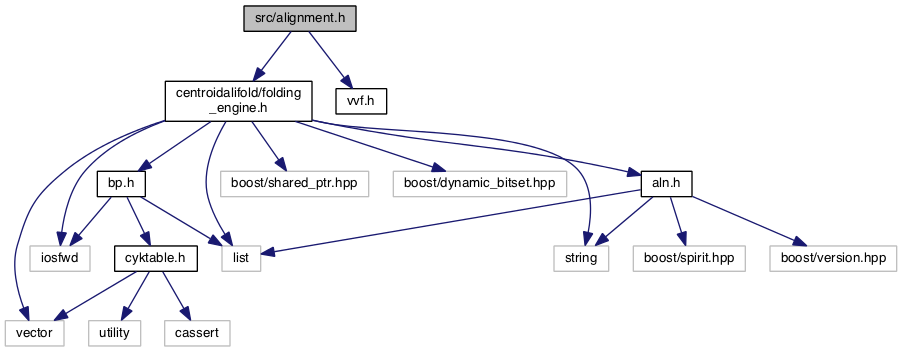 src/alignment.h
centroidalifold/folding
_engine.h
vvf.h
bp.h
boost/shared_ptr.hpp
boost/dynamic_bitset.hpp
aln.h
iosfwd
cyktable.h
list
string
boost/spirit.hpp
boost/version.hpp
vector
utility
cassert